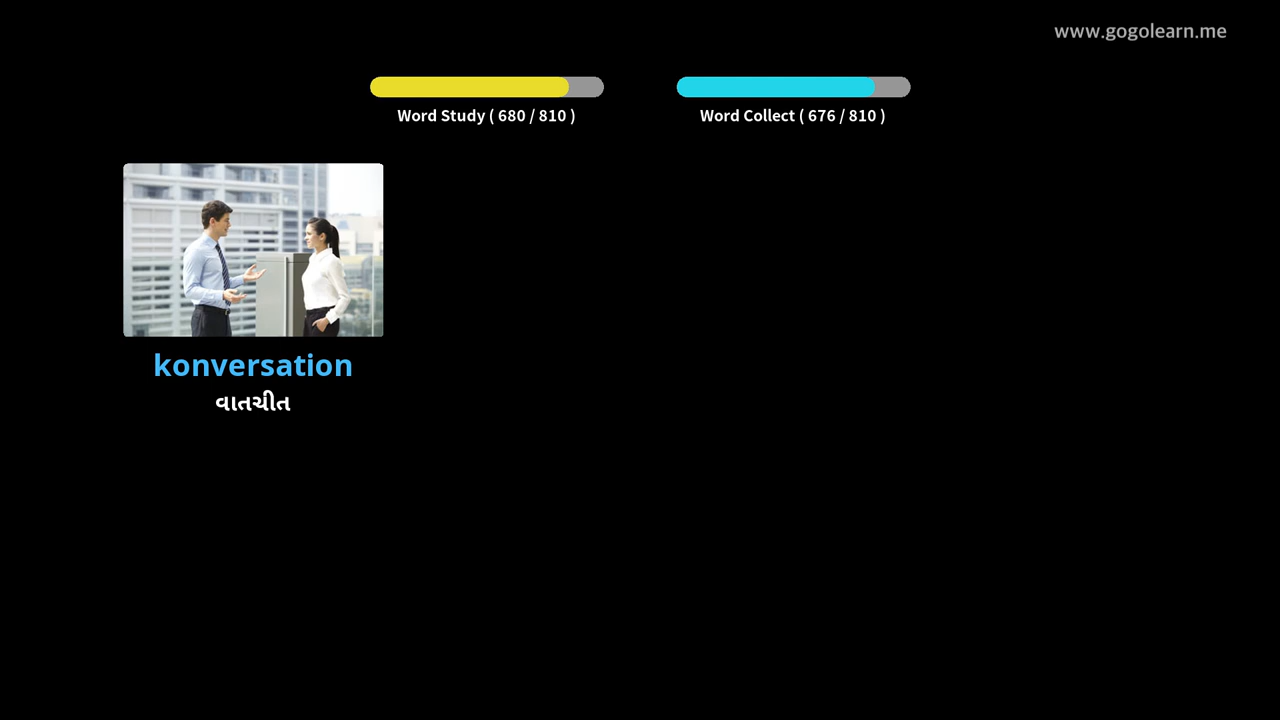 www.gogolearn.me
Word Study ( 680 / 810 )
Word Collect ( 676 / 810 )
konversation
વાતચીત